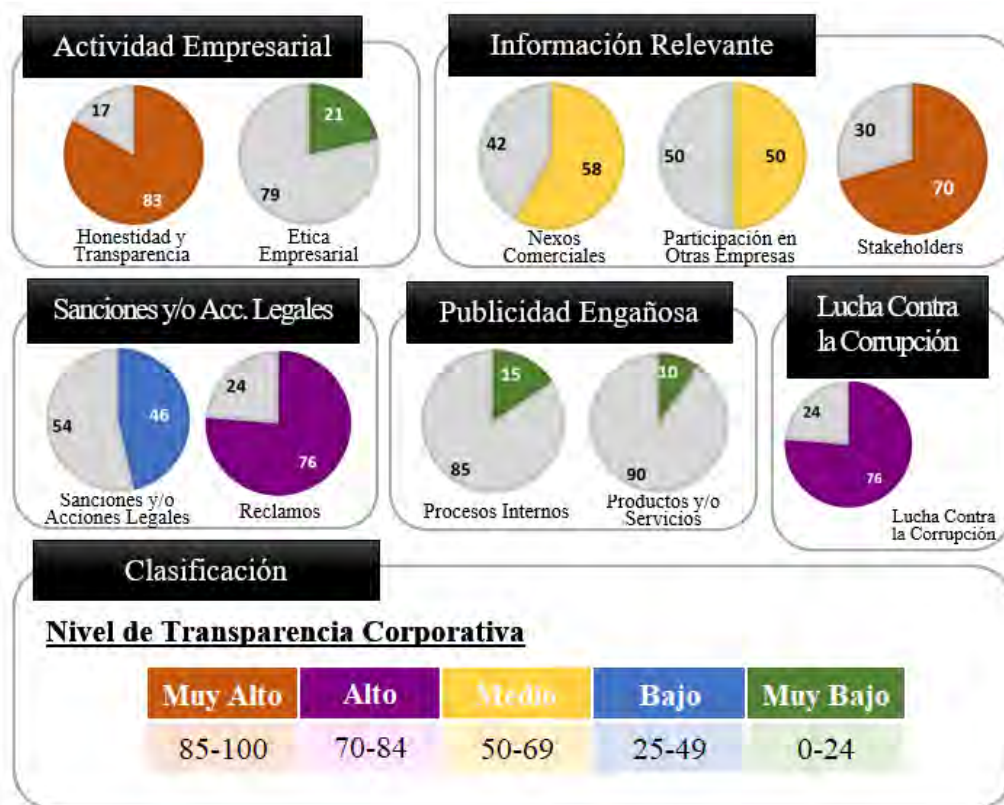 Actividad Empresarial
17
83
Honestidad y
Transparencia
21
79
Etica
Empresarial
Información Relevante
42
58
Nexos
Comerciales
50
50
Participación en
Otras Empresas
30
70
Stakeholders
Sanciones y/o Acc. Legales
54
46
Sanciones y/o
Acciones Legales
24
76
Reclamos
Publicidad Engañosa
15
85
Procesos Internos
10
90
Productos y/o
Servicios
Lucha Contra
la Corrupción
24
76
Lucha Contra
la Corrupción
Clasificación
Nivel de Transparencia Corporativa
Muy Alto Alto Medio Bajo Muy Bajo
85-100 70-84 50-69 25-49 0-24